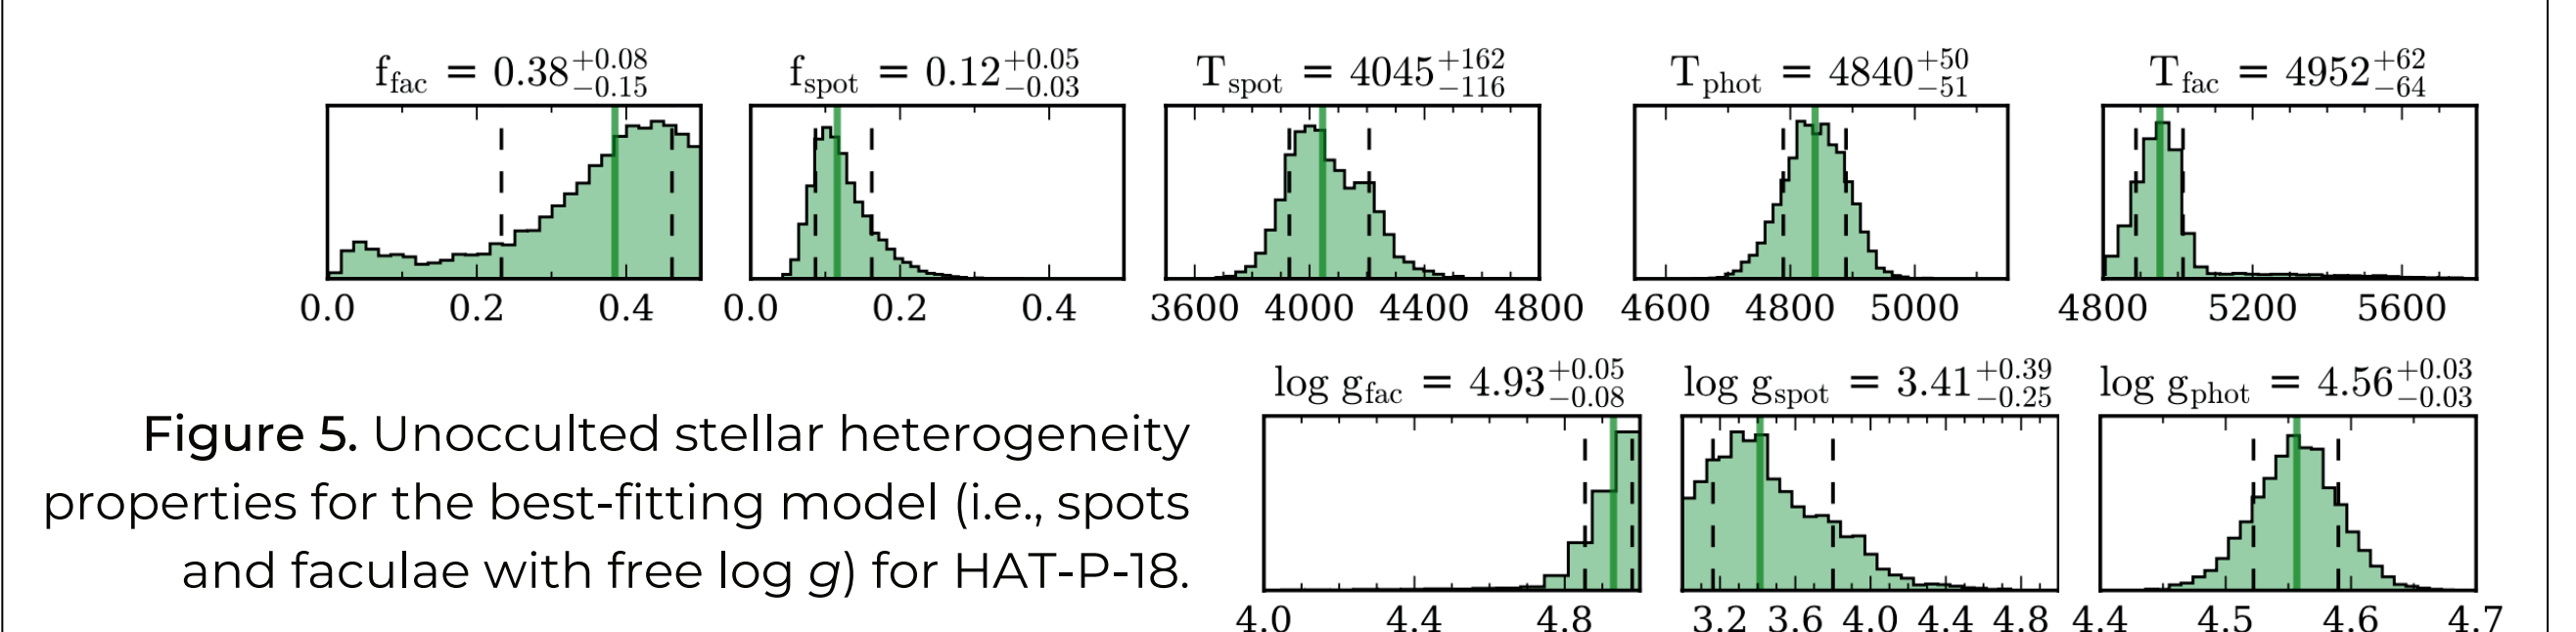 f_fac = 0.38 +0.08 −0.15
f_spot = 0.12 +0.05 −0.03
T_spot = 4045 +162 −116
T_phot = 4840 +50 −51
T_fac = 4952 +62 −64
0.0 0.2 0.4
0.0 0.2 0.4
3600 4000 4400 4800
4600 4800 5000
4800 5200 5600
log g_fac = 4.93 +0.05 −0.08
log g_spot = 3.41 +0.39 −0.25
log g_phot = 4.56 +0.03 −0.03
4.0 4.4 4.8
3.2 3.6 4.0 4.4 4.8
4.4 4.5 4.6 4.7
Figure 5. Unocculted stellar heterogeneity
properties for the best-fitting model (i.e., spots
and faculae with free log g) for HAT-P-18.